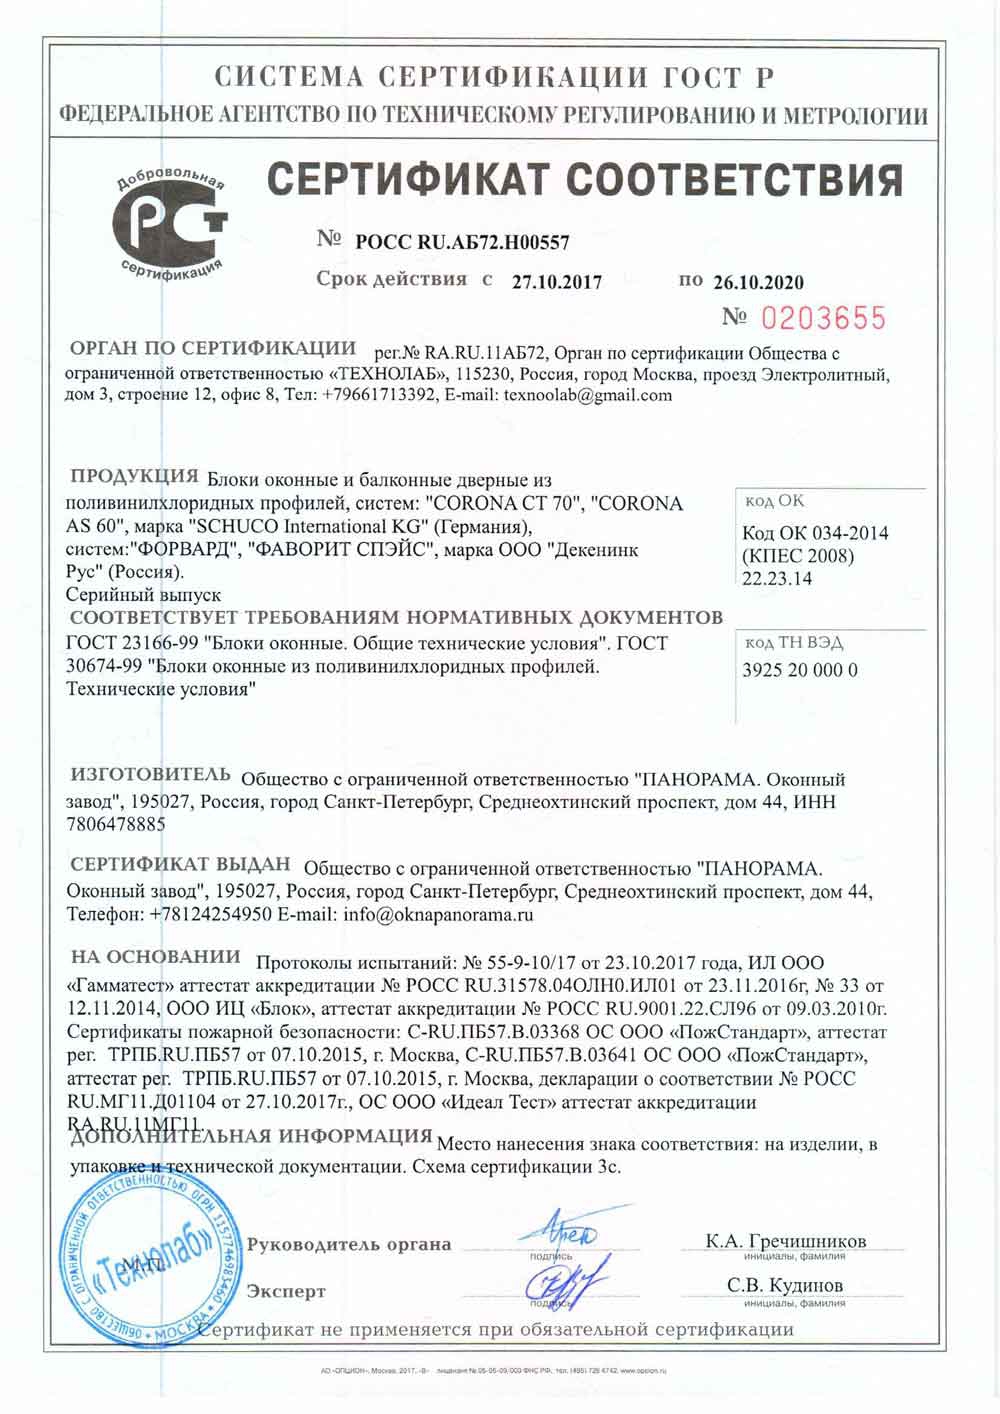 СИСТЕМА СЕРТИФИКАЦИИ ГОСТ Р
ФЕДЕРАЛЬНОЕ АГЕНТСТВО ПО ТЕХНИЧЕСКОМУ РЕГУЛИРОВАНИЮ И МЕТРОЛОГИИ
Добровольная
РСТ
сертификация
СЕРТИФИКАТ СООТВЕТСТВИЯ
№ РОСС RU.АБ72.Н00557
Срок действия с 27.10.2017 по 26.10.2020
№ 0203655
ОРГАН ПО СЕРТИФИКАЦИИ рег.№ RA.RU.11АБ72, Орган по сертификации Общества с
ограниченной ответственностью «ТЕХНОЛАБ», 115230, Россия, город Москва, проезд Электролитный,
дом 3, строение 12, офис 8, Тел: +79661713392, E-mail: texnoolab@gmail.com
ПРОДУКЦИЯ Блоки оконные и балконные дверные из
поливинилхлоридных профилей, систем: "CORONA CT 70", "CORONA
AS 60", марка "SCHUCO International KG" (Германия),
систем:"ФОРВАРД", "ФАВОРИТ СПЭЙС", марка ООО "Декенинк
Рус" (Россия).
Серийный выпуск
код ОК
Код ОК 034-2014
(КПЕС 2008)
22.23.14
СООТВЕТСТВУЕТ ТРЕБОВАНИЯМ НОРМАТИВНЫХ ДОКУМЕНТОВ
ГОСТ 23166-99 "Блоки оконные. Общие технические условия". ГОСТ
30674-99 "Блоки оконные из поливинилхлоридных профилей.
Технические условия"
код ТН ВЭД
3925 20 000 0
ИЗГОТОВИТЕЛЬ Общество с ограниченной ответственностью "ПАНОРАМА. Оконный
завод", 195027, Россия, город Санкт-Петербург, Среднеохтинский проспект, дом 44, ИНН
7806478885
СЕРТИФИКАТ ВЫДАН Общество с ограниченной ответственностью "ПАНОРАМА.
Оконный завод", 195027, Россия, город Санкт-Петербург, Среднеохтинский проспект, дом 44,
Телефон: +78124254950 E-mail: info@oknapanorama.ru
НА ОСНОВАНИИ Протоколы испытаний: № 55-9-10/17 от 23.10.2017 года, ИЛ ООО
«Гамматест» аттестат аккредитации № РОСС RU.31578.04ОЛН0.ИЛ01 от 23.11.2016г, № 33 от
12.11.2014, ООО ИЦ «Блок», аттестат аккредитации № РОСС RU.9001.22.СЛ96 от 09.03.2010г.
Сертификаты пожарной безопасности: C-RU.ПБ57.В.03368 ОС ООО «ПожСтандарт», аттестат
рег. ТРПБ.RU.ПБ57 от 07.10.2015, г. Москва, C-RU.ПБ57.В.03641 ОС ООО «ПожСтандарт»,
аттестат рег. ТРПБ.RU.ПБ57 от 07.10.2015, г. Москва, декларации о соответствии № РОСС
RU.МГ11.Д01104 от 27.10.2017г., ОС ООО «Идеал Тест» аттестат аккредитации
RA.RU.11МГ11.
ДОПОЛНИТЕЛЬНАЯ ИНФОРМАЦИЯ Место нанесения знака соответствия: на изделии, в
упаковке и технической документации. Схема сертификации 3с.
ОБЩЕСТВО С ОГРАНИЧЕННОЙ ОТВЕТСТВЕННОСТЬЮ ОГРН 1157746983460
«Технолаб»
МОСКВА
М.П.
Руководитель органа
подпись
К.А. Гречишников
инициалы, фамилия
Эксперт
подпись
С.В. Кудинов
инициалы, фамилия
Сертификат не применяется при обязательной сертификации
АО «ОПЦИОН», Москва, 2017, «В» лицензия № 05-05-09/003 ФНС РФ, тел. (495) 726 4742, www.opcion.ru